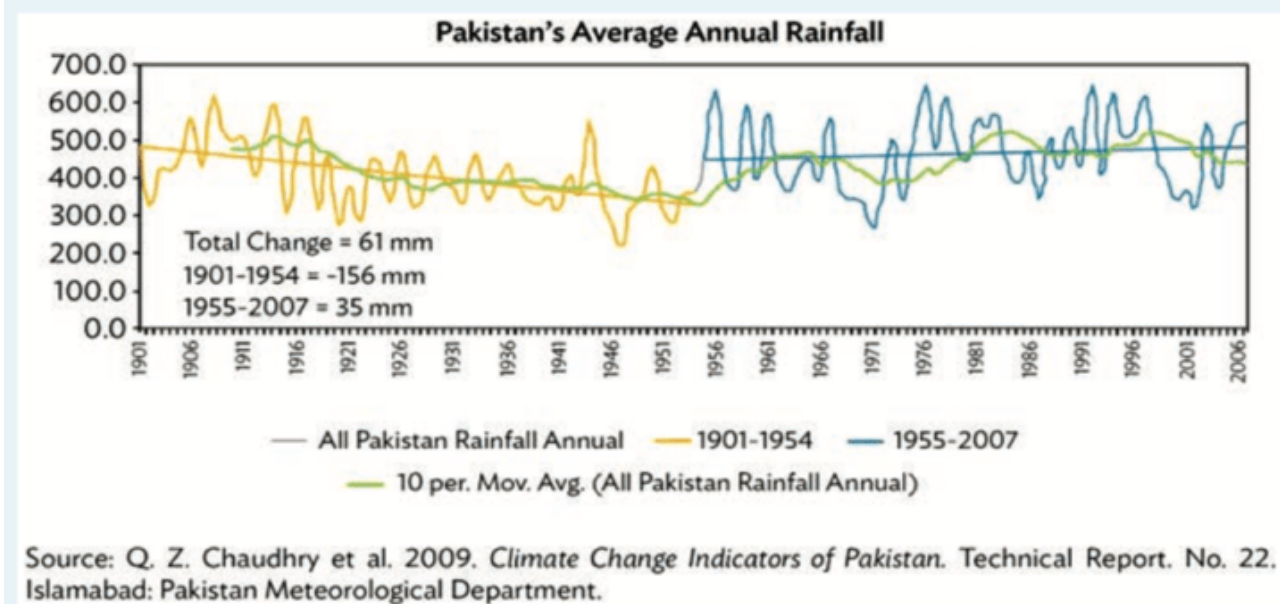 Pakistan's Average Annual Rainfall
700.0
600.0
500.0
400.0
300.0
200.0
100.0
0.0
Total Change = 61 mm
1901-1954 = -156 mm
1955-2007 = 35 mm
1901 1906 1911 1916 1921 1926 1931 1936 1941 1946 1951 1956 1961 1966 1971 1976 1981 1986 1991 1996 2001 2006
All Pakistan Rainfall Annual 1901-1954 1955-2007
10 per. Mov. Avg. (All Pakistan Rainfall Annual)
Source: Q. Z. Chaudhry et al. 2009. Climate Change Indicators of Pakistan. Technical Report. No. 22.
Islamabad: Pakistan Meteorological Department.